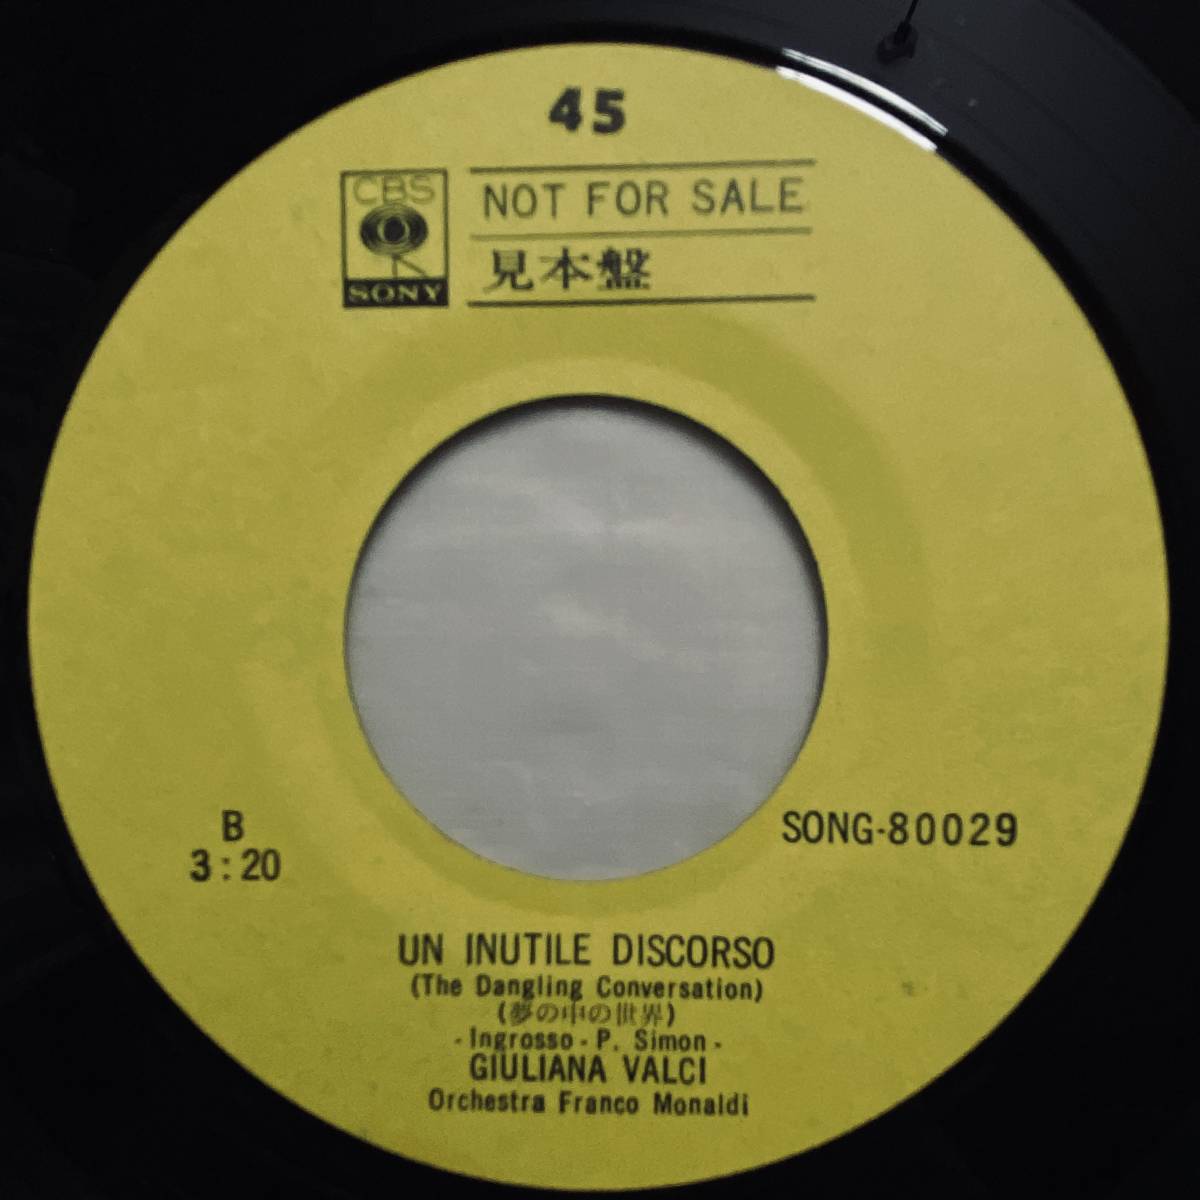 45
CBS
SONY
NOT FOR SALE
見本盤
B
3:20
SONG-80029
UN INUTILE DISCORSO
(The Dangling Conversation)
(夢の中の世界)
- Ingrosso - P. Simon -
GIULIANA VALCI
Orchestra Franco Monaldi